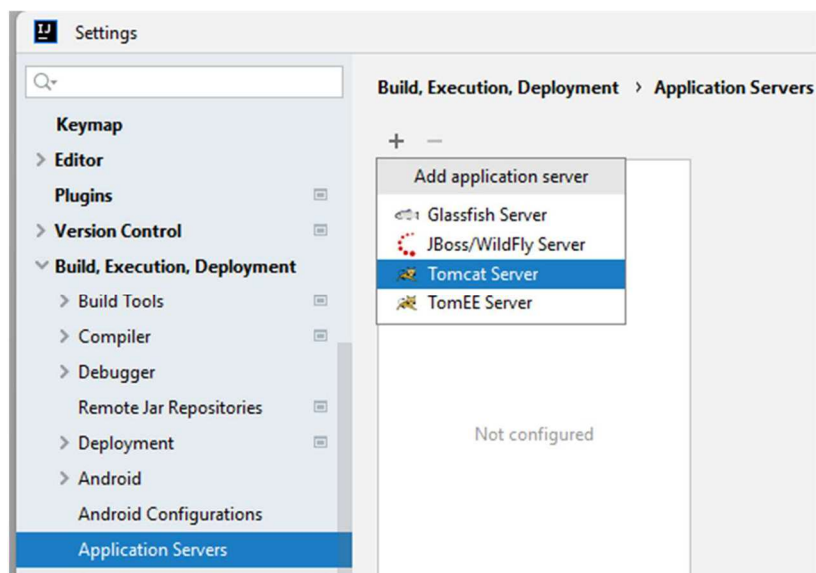 IJ
Settings
Keymap
Editor
Plugins
Version Control
Build, Execution, Deployment
Build Tools
Compiler
Debugger
Remote Jar Repositories
Deployment
Android
Android Configurations
Application Servers
Build, Execution, Deployment › Application Servers
Add application server
Glassfish Server
JBoss/WildFly Server
Tomcat Server
TomEE Server
Not configured